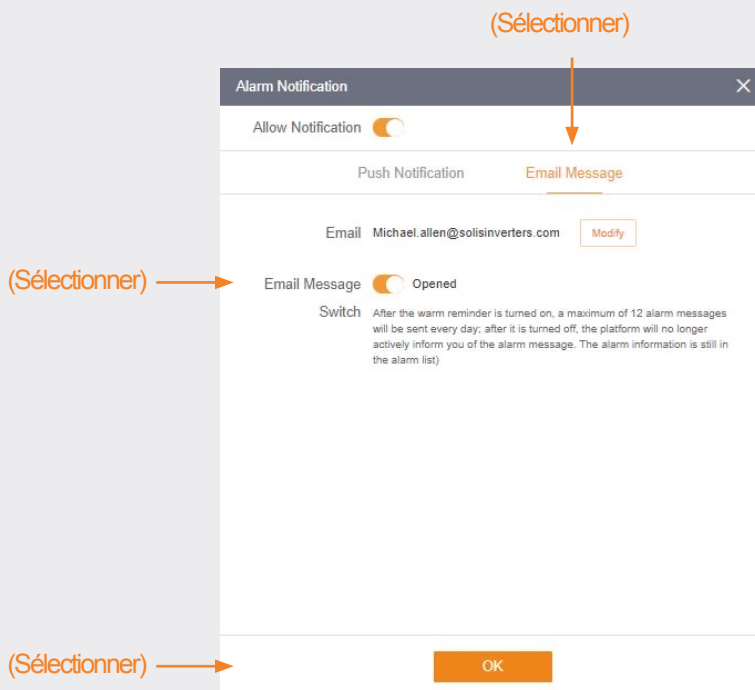 (Sélectionner)
Alarm Notification
Allow Notification
Push Notification Email Message
Email Michael.allen@solisinverters.com Modify
(Sélectionner) Email Message Opened
Switch After the warm reminder is turned on, a maximum of 12 alarm messages
will be sent every day; after it is turned off, the platform will no longer
actively inform you of the alarm message. The alarm information is still in
the alarm list)
(Sélectionner) OK